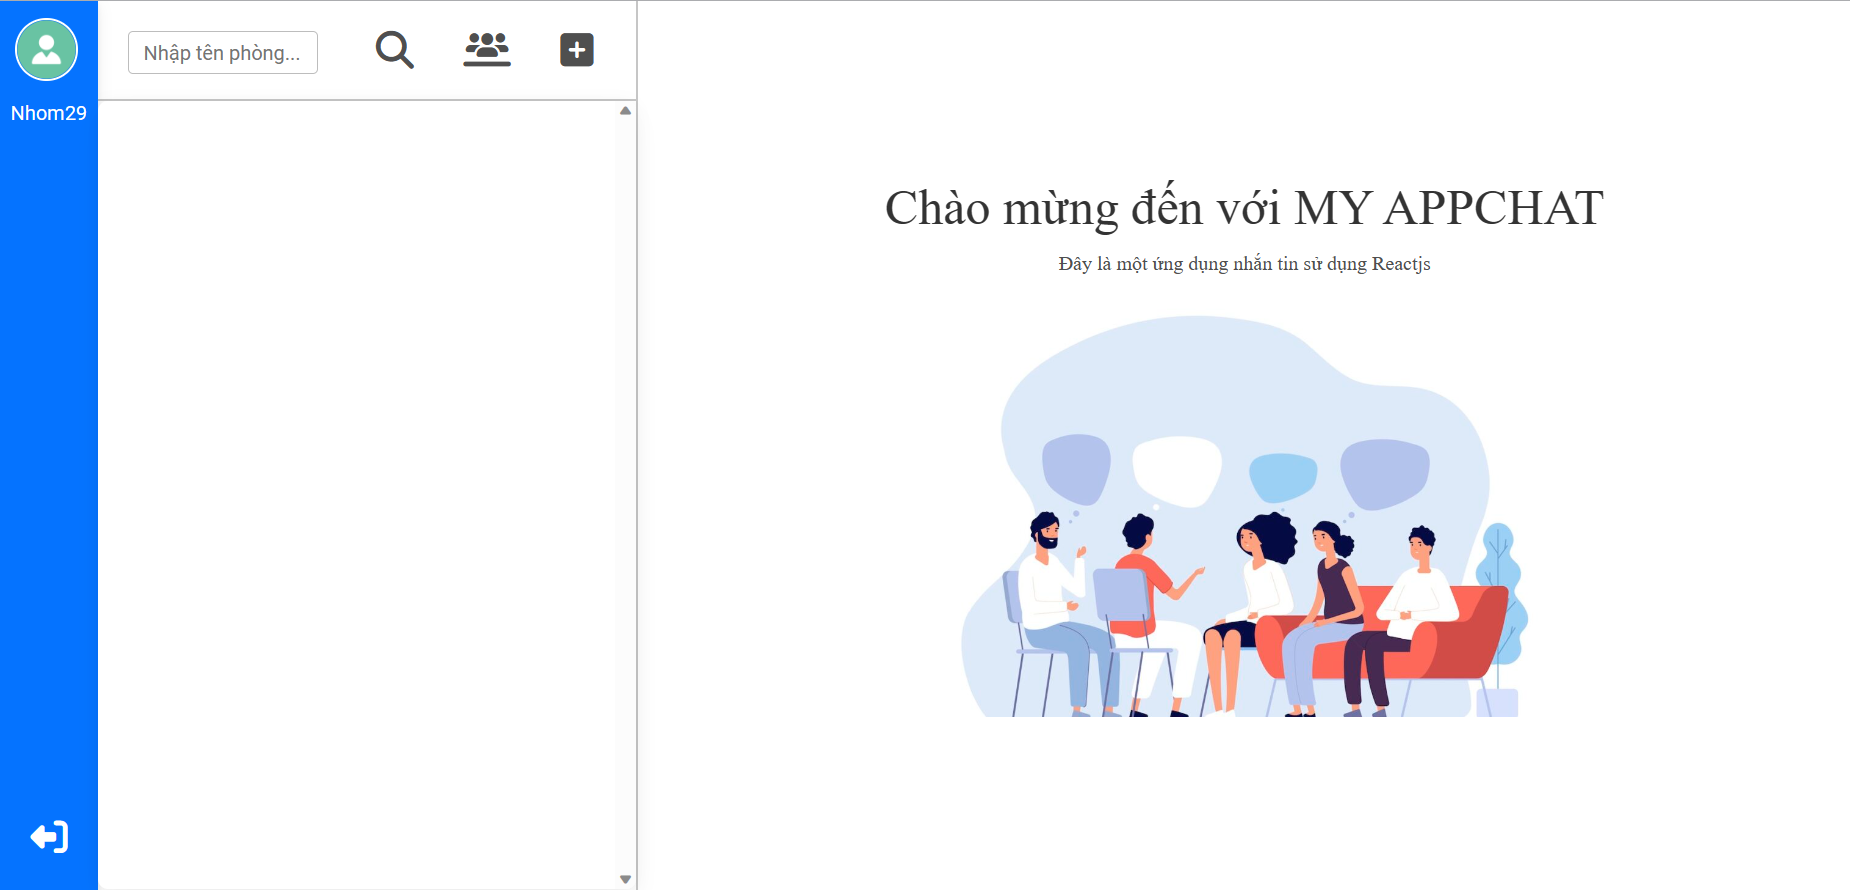 Nhập tên phòng...
Nhom29
Chào mừng đến với MY APPCHAT
Đây là một ứng dụng nhắn tin sử dụng Reactjs